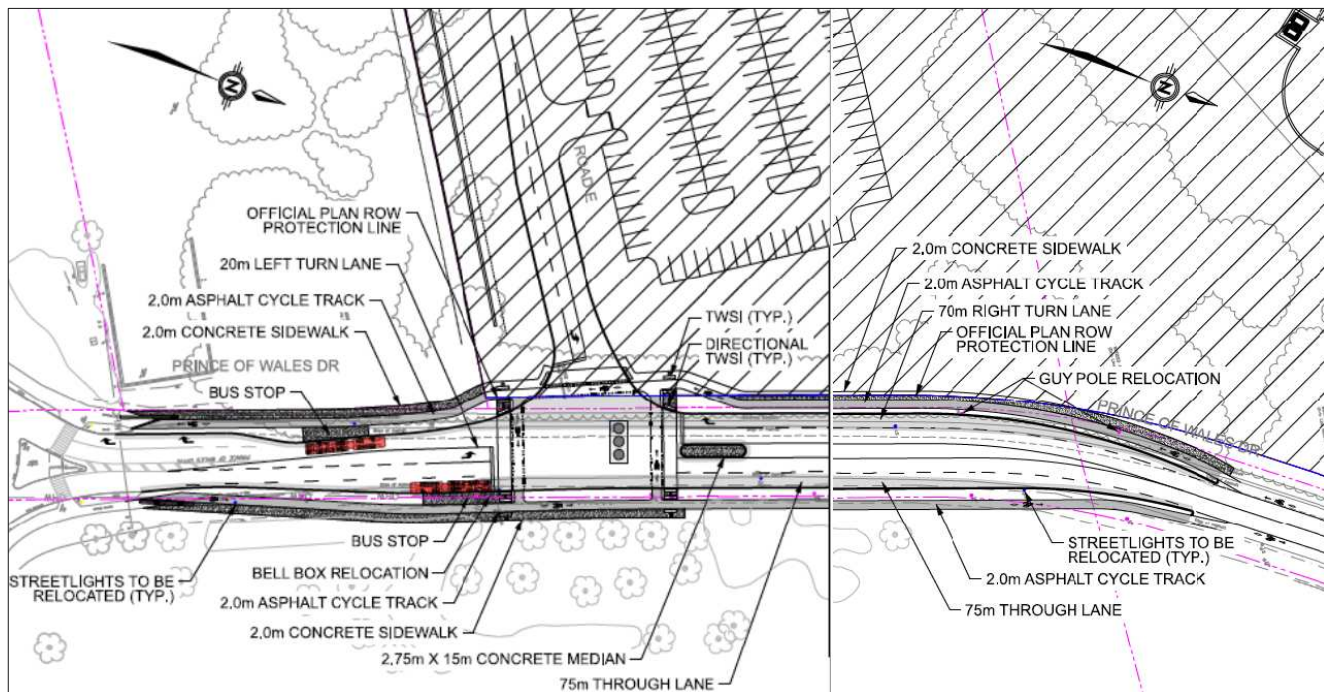 OFFICIAL PLAN ROW
PROTECTION LINE
20m LEFT TURN LANE
2.0m ASPHALT CYCLE TRACK
2.0m CONCRETE SIDEWALK
PRINCE OF WALES DR
BUS STOP
ROAD E
TWSI (TYP.)
DIRECTIONAL
TWSI (TYP.)
N
BUS STOP
STREETLIGHTS TO BE
RELOCATED (TYP.)
BELL BOX RELOCATION
2.0m ASPHALT CYCLE TRACK
2.0m CONCRETE SIDEWALK
2.75m X 15m CONCRETE MEDIAN
75m THROUGH LANE
N
2.0m CONCRETE SIDEWALK
2.0m ASPHALT CYCLE TRACK
70m RIGHT TURN LANE
OFFICIAL PLAN ROW
PROTECTION LINE
GUY POLE RELOCATION
PRINCE OF WALES DR
STREETLIGHTS TO BE
RELOCATED (TYP.)
2.0m ASPHALT CYCLE TRACK
75m THROUGH LANE